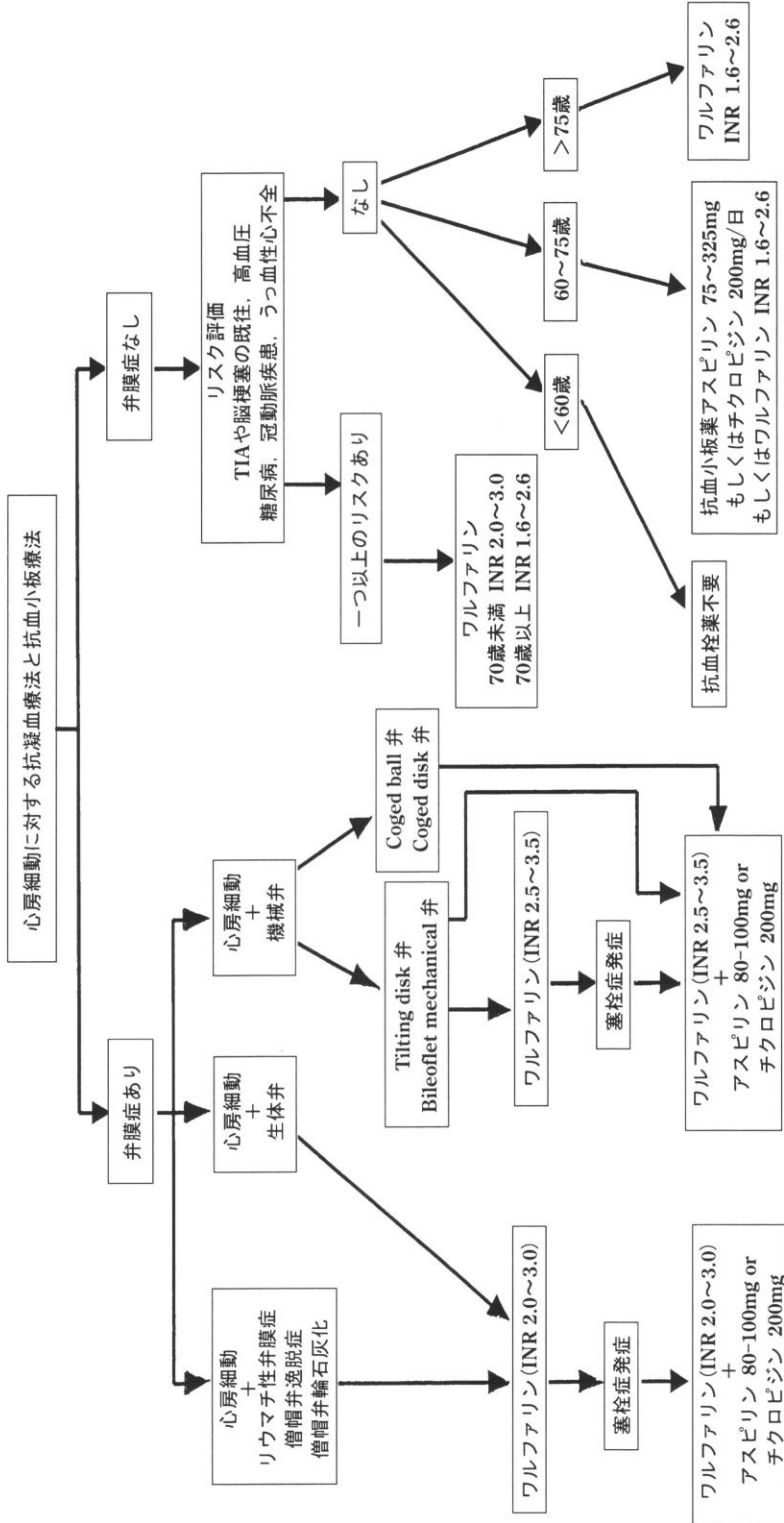 心房細動に対する抗凝血療法と抗血小板療法
弁膜症あり
弁膜症なし
心房細動
+
リウマチ性弁膜症
僧帽弁逸脱症
僧帽弁輪石灰化
心房細動
+
生体弁
心房細動
+
機械弁
リスク評価
TIAや脳梗塞の既往，高血圧
糖尿病，冠動脈疾患，うっ血性心不全
Tilting disk 弁
Bileoflet mechanical 弁
Coged ball 弁
Coged disk 弁
一つ以上のリスクあり
なし
ワルファリン(INR 2.0〜3.0)
ワルファリン(INR 2.5〜3.5)
ワルファリン
70歳未満 INR 2.0〜3.0
70歳以上 INR 1.6〜2.6
<60歳
60〜75歳
>75歳
塞栓症発症
塞栓症発症
ワルファリン(INR 2.0〜3.0)
+
アスピリン 80-100mg or
チクロピジン 200mg
ワルファリン(INR 2.5〜3.5)
+
アスピリン 80-100mg or
チクロピジン 200mg
抗血栓薬不要
抗血小板薬アスピリン 75〜325mg
もしくはチクロピジン 200mg/日
もしくはワルファリン INR 1.6〜2.6
ワルファリン
INR 1.6〜2.6